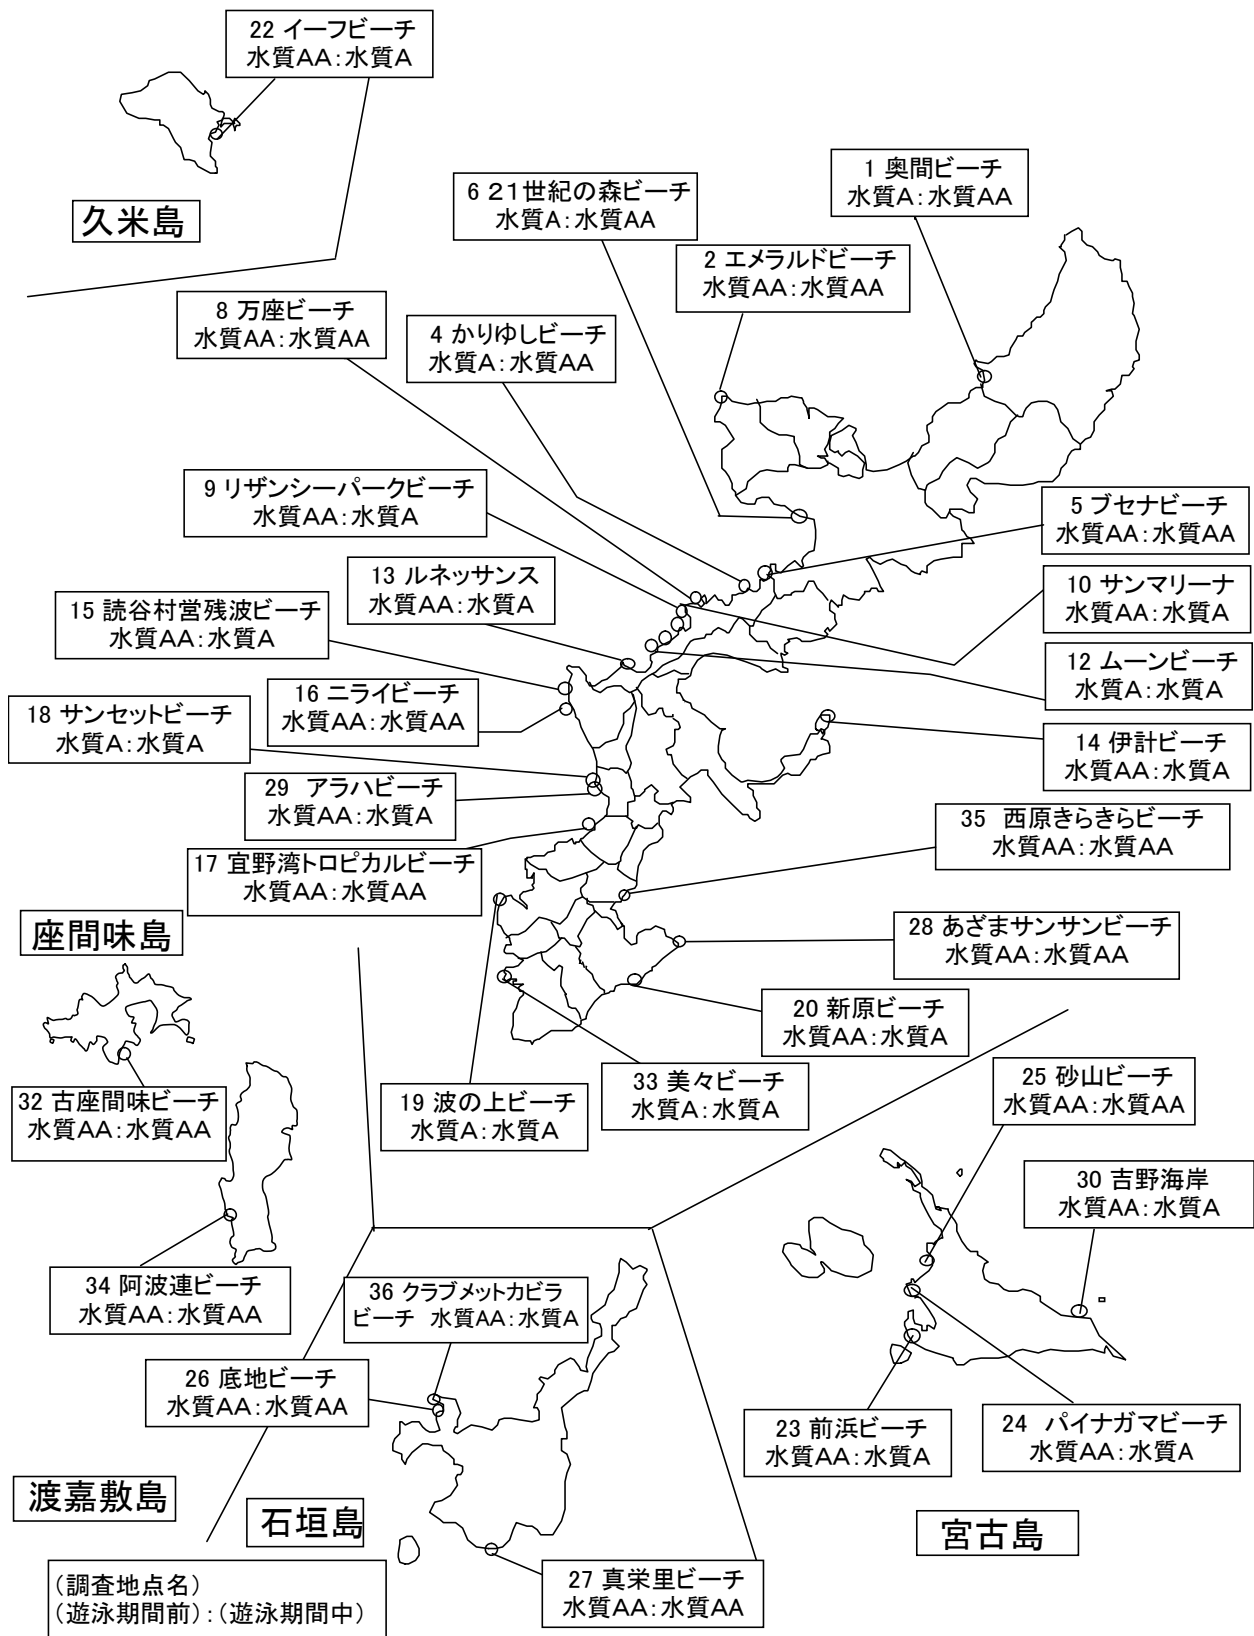 22 イーフビーチ
水質AA:水質A
久米島
1 奥間ビーチ
水質A:水質AA
6 21世紀の森ビーチ
水質A:水質AA
2 エメラルドビーチ
水質AA:水質AA
8 万座ビーチ
水質AA:水質AA
4 かりゆしビーチ
水質A:水質AA
9 リザンシーパークビーチ
水質AA:水質A
5 ブセナビーチ
水質AA:水質AA
13 ルネッサンス
水質AA:水質A
10 サンマリーナ
水質AA:水質A
15 読谷村営残波ビーチ
水質AA:水質A
12 ムーンビーチ
水質A:水質A
16 ニライビーチ
水質AA:水質AA
18 サンセットビーチ
水質A:水質A
14 伊計ビーチ
水質AA:水質A
29 アラハビーチ
水質AA:水質A
35 西原きらきらビーチ
水質AA:水質AA
17 宜野湾トロピカルビーチ
水質AA:水質AA
座間味島
28 あざまサンサンビーチ
水質AA:水質AA
20 新原ビーチ
水質AA:水質A
32 古座間味ビーチ
水質AA:水質AA
19 波の上ビーチ
水質A:水質A
33 美々ビーチ
水質A:水質A
25 砂山ビーチ
水質AA:水質AA
30 吉野海岸
水質AA:水質A
34 阿波連ビーチ
水質AA:水質AA
36 クラブメットカビラ
ビーチ 水質AA:水質A
26 底地ビーチ
水質AA:水質AA
23 前浜ビーチ
水質AA:水質A
24 パイナガマビーチ
水質AA:水質A
渡嘉敷島
石垣島
宮古島
27 真栄里ビーチ
水質AA:水質AA
(調査地点名)
(遊泳期間前):(遊泳期間中)